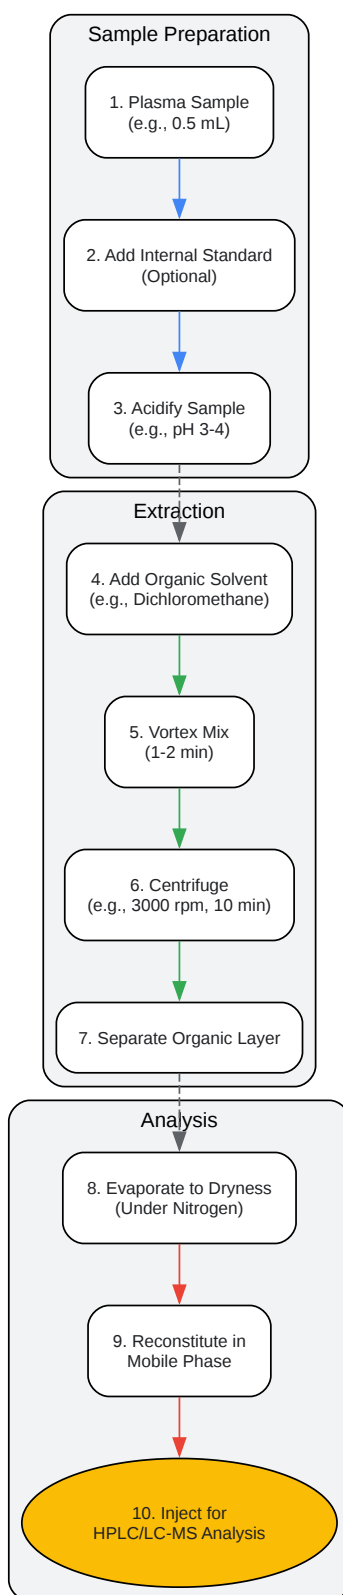 Sample Preparation
1. Plasma Sample
(e.g., 0.5 mL)
2. Add Internal Standard
(Optional)
3. Acidify Sample
(e.g., pH 3-4)
Extraction
4. Add Organic Solvent
(e.g., Dichloromethane)
5. Vortex Mix
(1-2 min)
6. Centrifuge
(e.g., 3000 rpm, 10 min)
7. Separate Organic Layer
Analysis
8. Evaporate to Dryness
(Under Nitrogen)
9. Reconstitute in
Mobile Phase
10. Inject for
HPLC/LC-MS Analysis